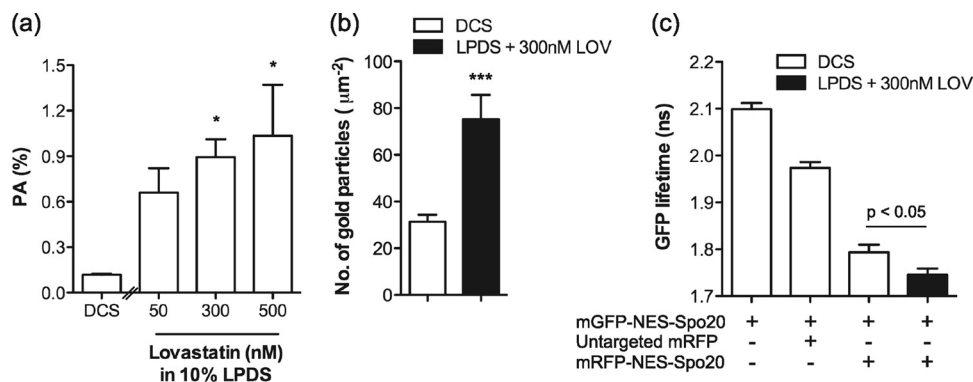 (a)
PA (%)
1.5
1.2
0.9
0.6
0.3
0.0
*
*
DCS
50
300
500
Lovastatin (nM)
in 10% LPDS
(b)
DCS
LPDS + 300nM LOV
No. of gold particles ( μm-2)
100
80
60
40
20
0
***
(c)
DCS
LPDS + 300nM LOV
GFP lifetime (ns)
2.2
2.1
2.0
1.9
1.8
1.7
p < 0.05
mGFP-NES-Spo20 + + + +
Untargeted mRFP - + - -
mRFP-NES-Spo20 - - + +